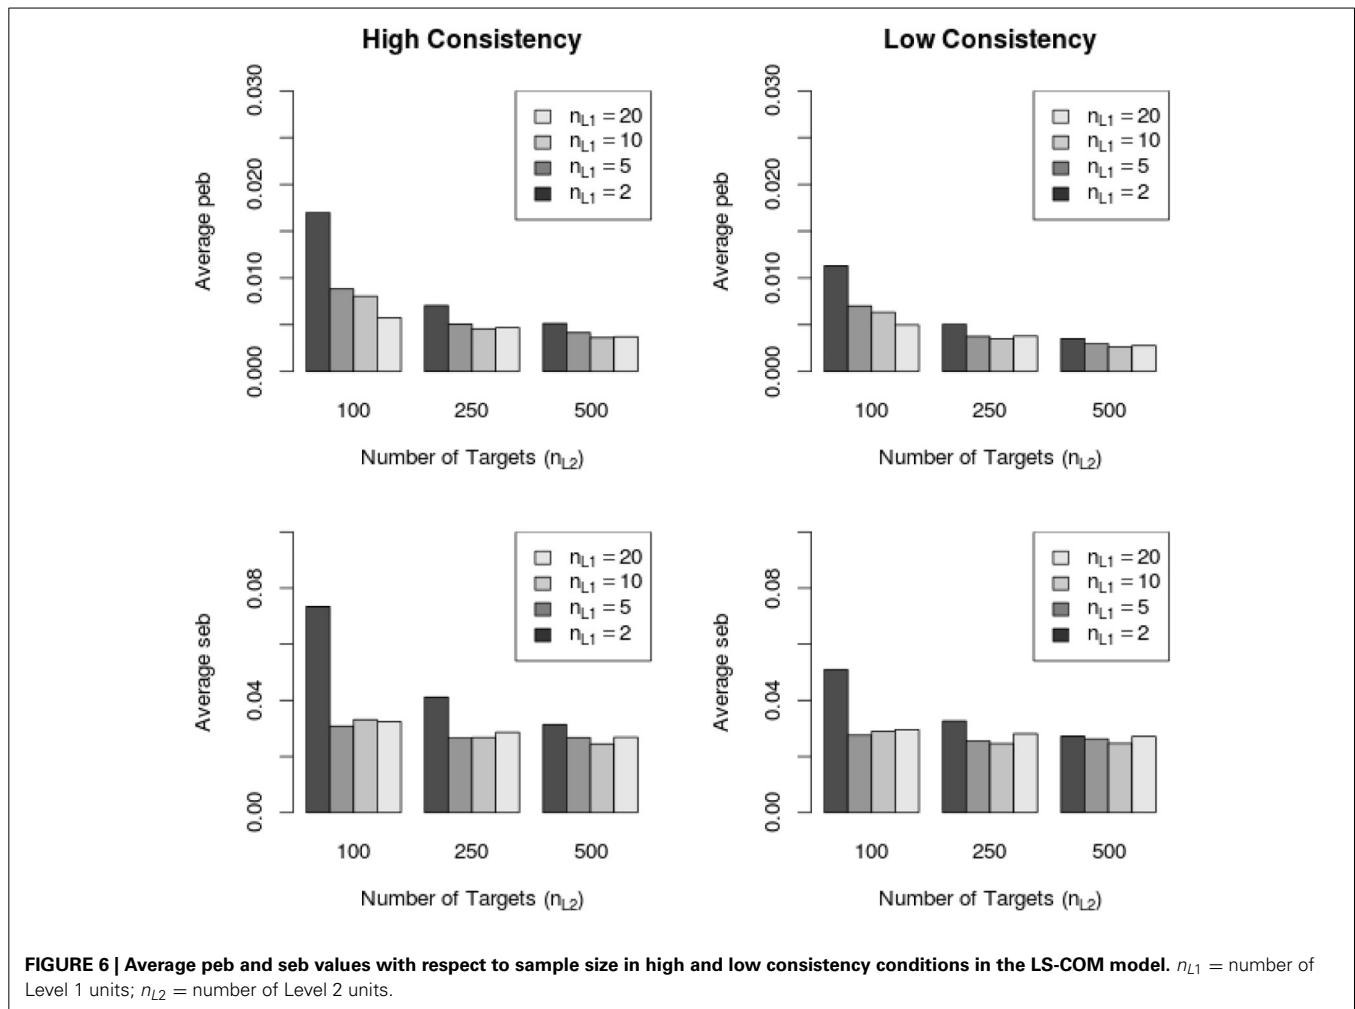 High Consistency
Average peb
0.030
0.020
0.010
0.000
n_L1 = 20
n_L1 = 10
n_L1 = 5
n_L1 = 2
100 250 500
Number of Targets (n_L2)
Low Consistency
Average peb
0.030
0.020
0.010
0.000
n_L1 = 20
n_L1 = 10
n_L1 = 5
n_L1 = 2
100 250 500
Number of Targets (n_L2)
Average seb
0.08
0.04
0.00
n_L1 = 20
n_L1 = 10
n_L1 = 5
n_L1 = 2
100 250 500
Number of Targets (n_L2)
Average seb
0.08
0.04
0.00
n_L1 = 20
n_L1 = 10
n_L1 = 5
n_L1 = 2
100 250 500
Number of Targets (n_L2)
FIGURE 6 | Average peb and seb values with respect to sample size in high and low consistency conditions in the LS-COM model. n_L1 = number of
Level 1 units; n_L2 = number of Level 2 units.